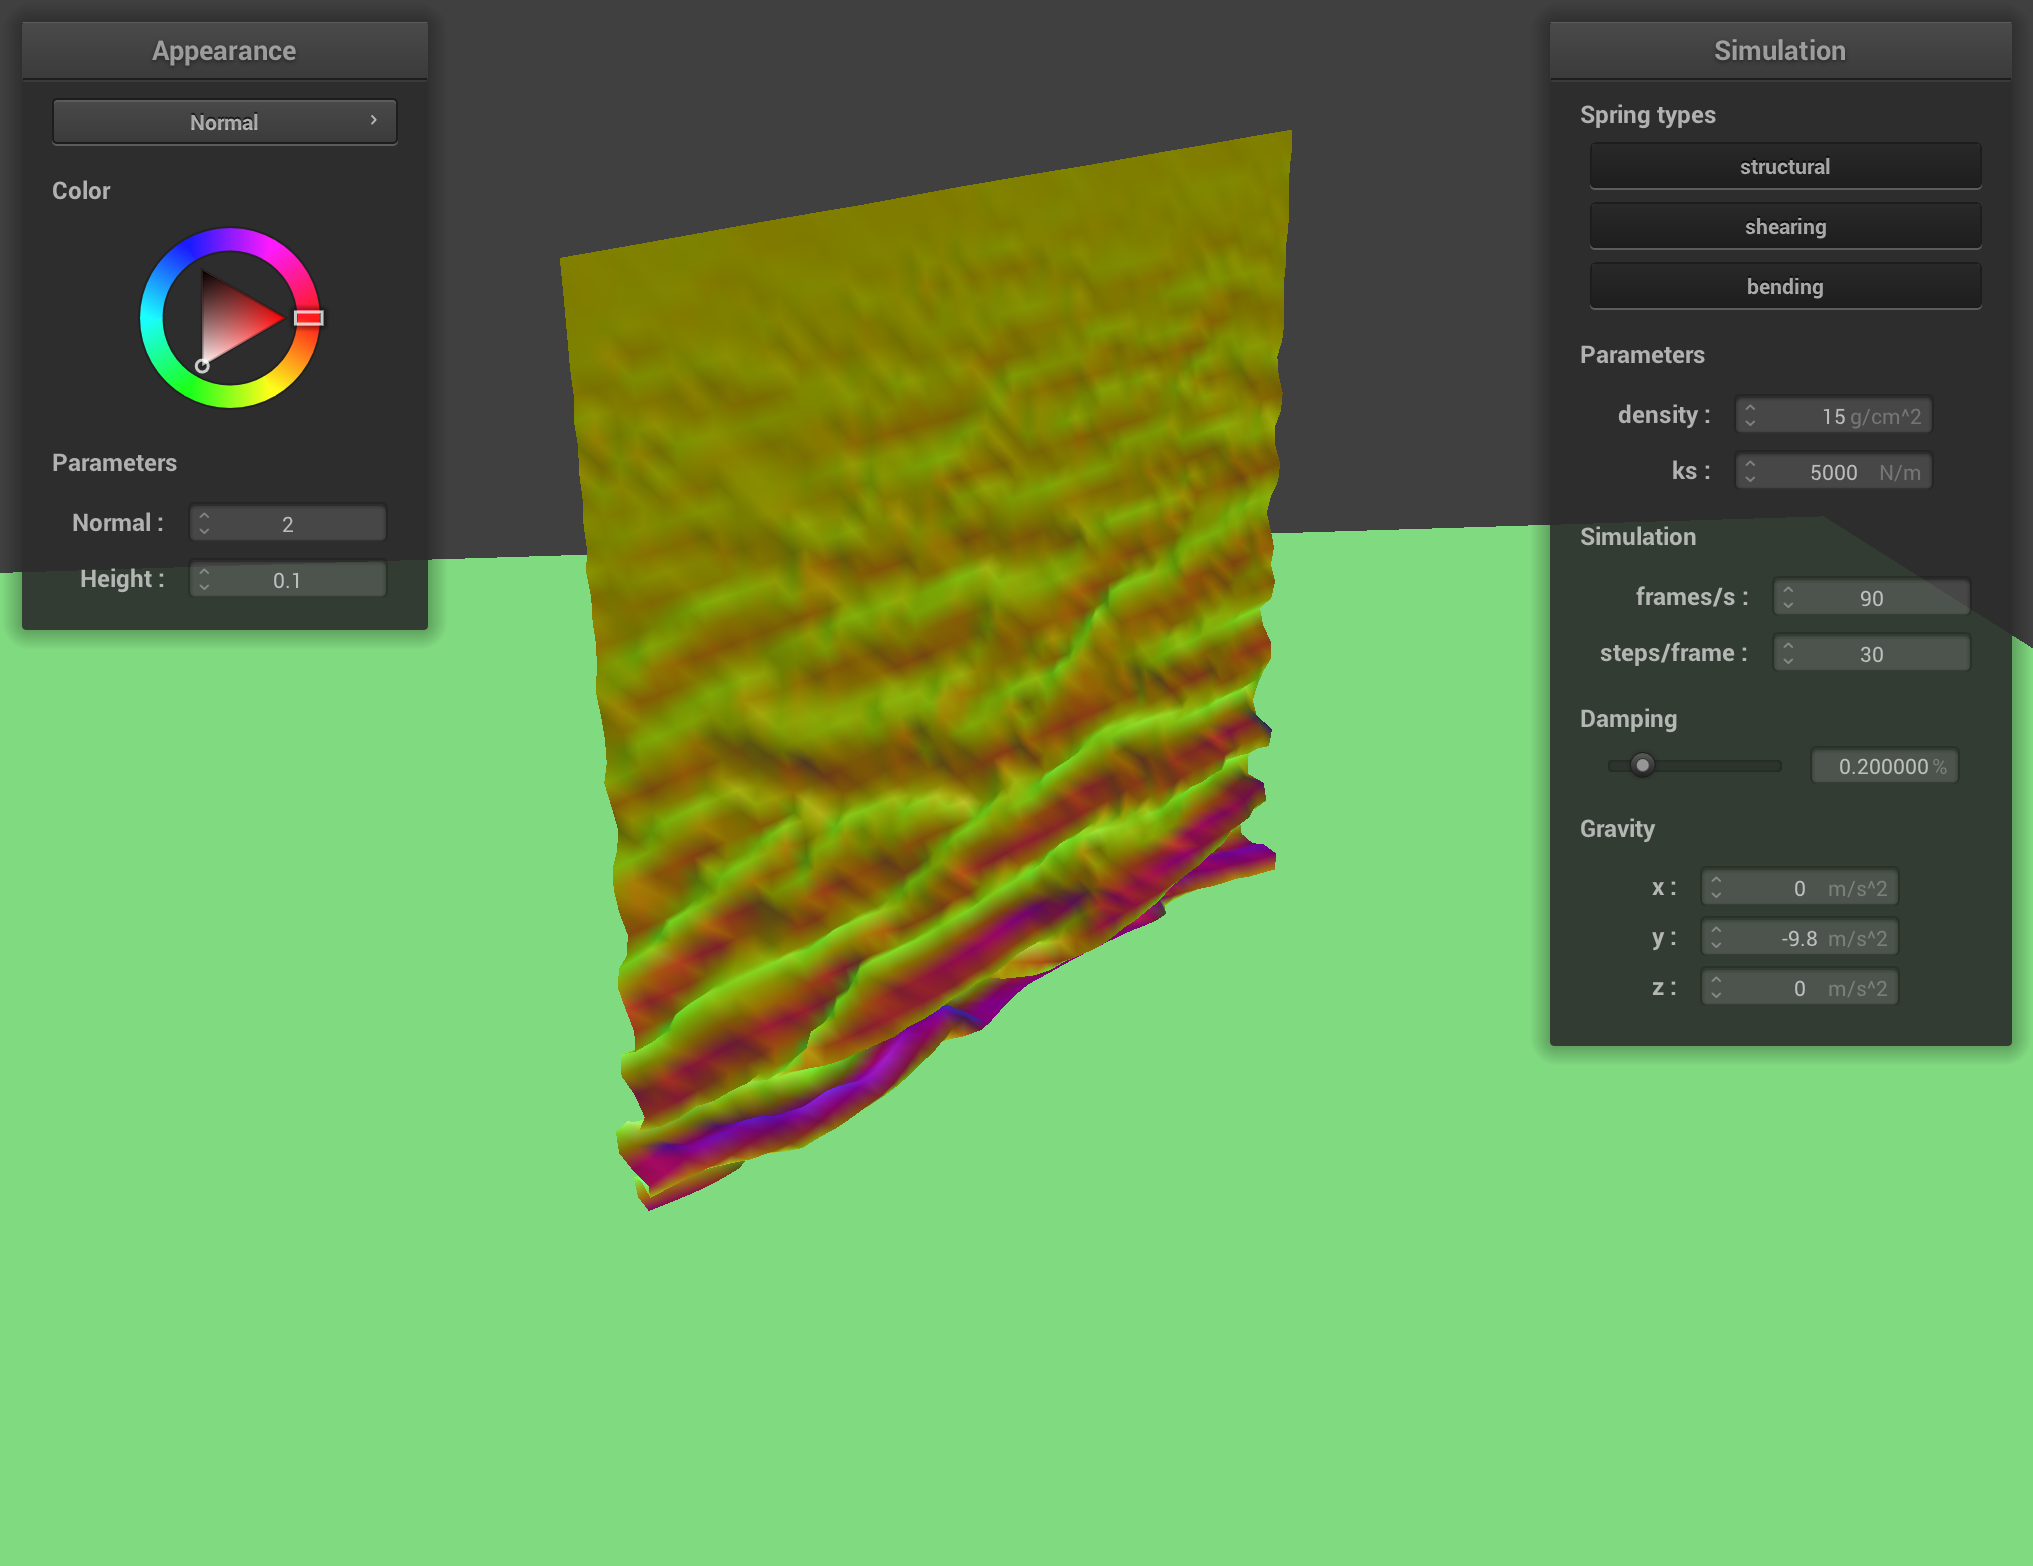 Appearance
Normal
Color
Parameters
Normal : 2
Height : 0.1
Simulation
Spring types
structural
shearing
bending
Parameters
density : 15 g/cm^2
ks : 5000 N/m
Simulation
frames/s : 90
steps/frame : 30
Damping
0.200000 %
Gravity
x : 0 m/s^2
y : -9.8 m/s^2
z : 0 m/s^2